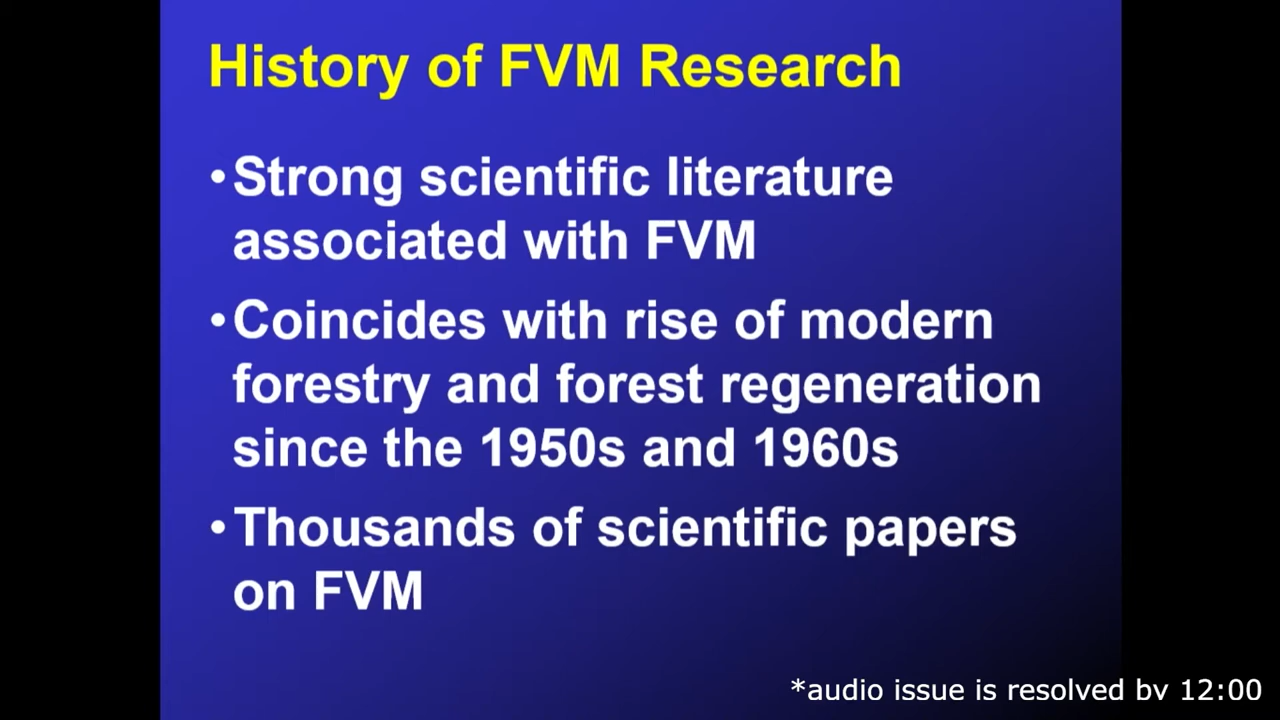 History of FVM Research
•Strong scientific literature
associated with FVM
•Coincides with rise of modern
forestry and forest regeneration
since the 1950s and 1960s
•Thousands of scientific papers
on FVM
*audio issue is resolved by 12:00